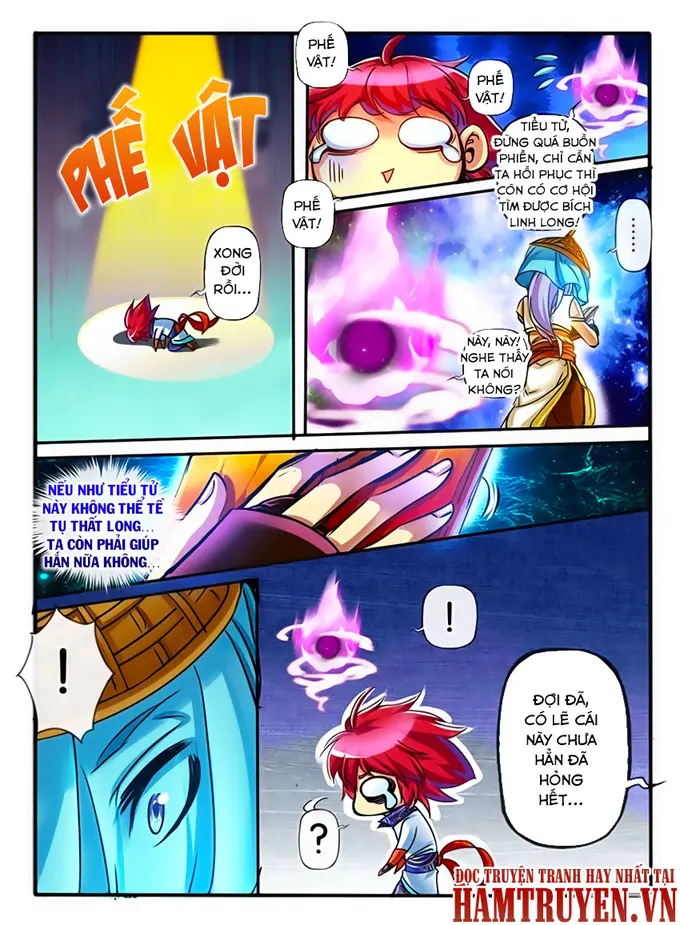 PHẾ VẬT
XONG
ĐỜI
RỒI...
PHẾ
VẬT!
PHẾ
VẬT!
PHẾ
VẬT!
TIỂU TỬ,
ĐỪNG QUÁ BUỒN
PHIỀN, CHỈ CẦN
TA HỒI PHỤC THÌ
CÒN CÓ CƠ HỘI
TÌM ĐƯỢC BÍCH
LINH LONG!
......
NÀY, NÀY!
NGHE THẤY
TA NÓI
KHÔNG?
NẾU NHƯ TIỂU TỬ
NÀY KHÔNG THỂ TỀ
TỤ THẤT LONG...
TA CÒN PHẢI GIÚP
HẮN NỮA KHÔNG...
!
!
?
ĐỢI ĐÃ,
CÓ LẼ CÁI
NÀY CHƯA
HẲN ĐÃ
HỎNG
HẾT...
ĐỌC TRUYỆN TRANH HAY NHẤT TẠI
HAMTRUYEN.VN